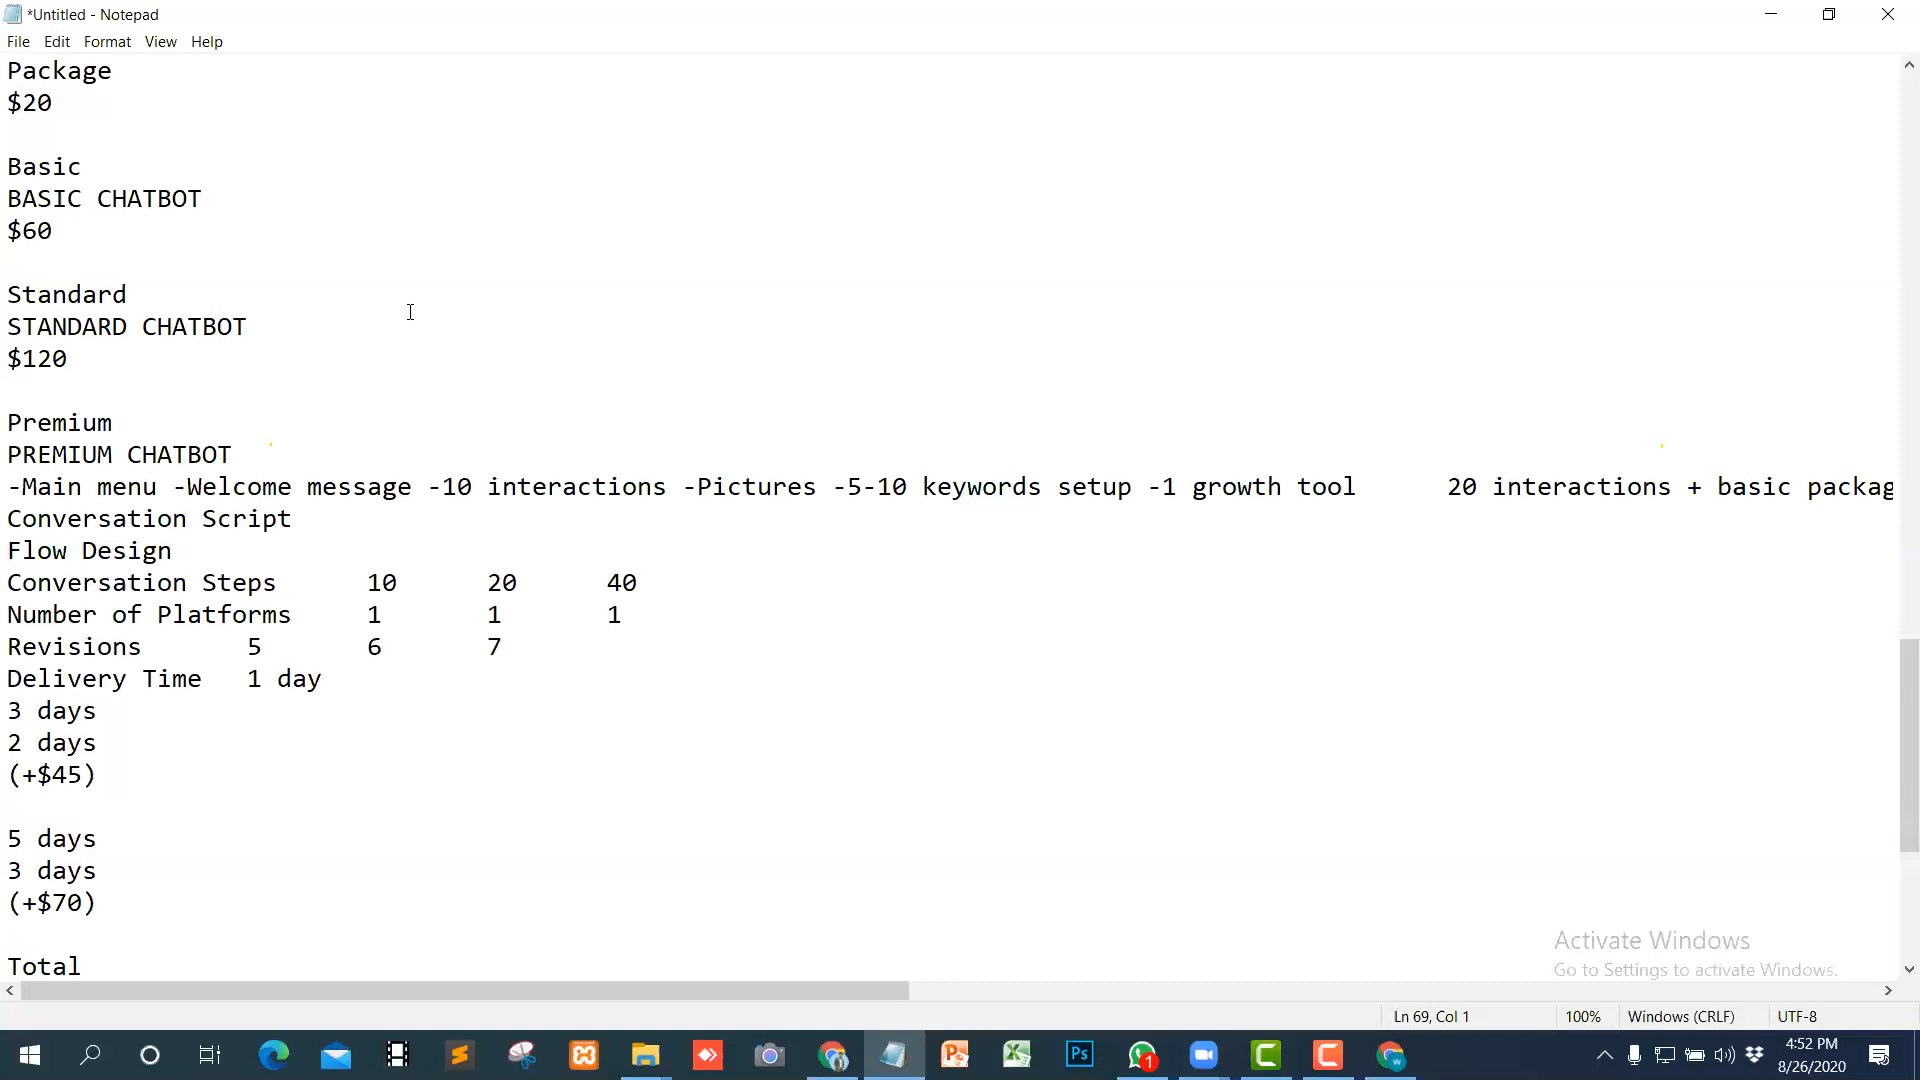 *Untitled - Notepad
File Edit Format View Help
Package
$20
Basic
BASIC CHATBOT
$60
Standard
STANDARD CHATBOT
$120
Premium
PREMIUM CHATBOT
-Main menu -Welcome message -10 interactions -Pictures -5-10 keywords setup -1 growth tool 20 interactions + basic packag
Conversation Script
Flow Design
Conversation Steps 10 20 40
Number of Platforms 1 1 1
Revisions 5 6 7
Delivery Time 1 day
3 days
2 days
(+$45)
5 days
3 days
(+$70)
Total
Activate Windows
Go to Settings to activate Windows.
Ln 69, Col 1 100% Windows (CRLF) UTF-8
4:52 PM
8/26/2020